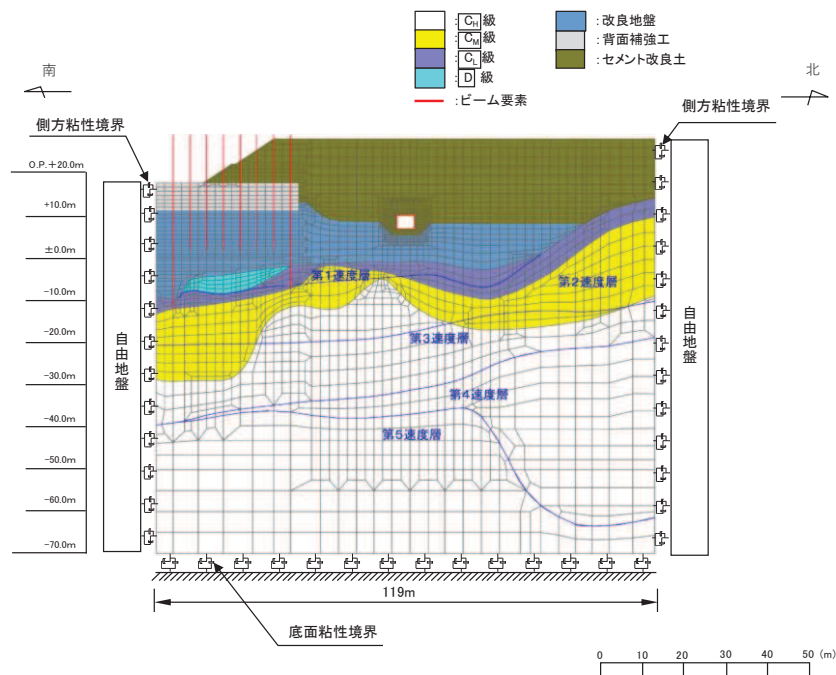 :CH級
:CM級
:CL級
:D 級
:ビーム要素
:改良地盤
:背面補強工
:セメント改良土
南
北
側方粘性境界
側方粘性境界
O.P.+20.0m
+10.0m
±0.0m
-10.0m
-20.0m
-30.0m
-40.0m
-50.0m
-60.0m
-70.0m
自由地盤
自由地盤
第1速度層
第2速度層
第3速度層
第4速度層
第5速度層
119m
底面粘性境界
0 10 20 30 40 50 (m)